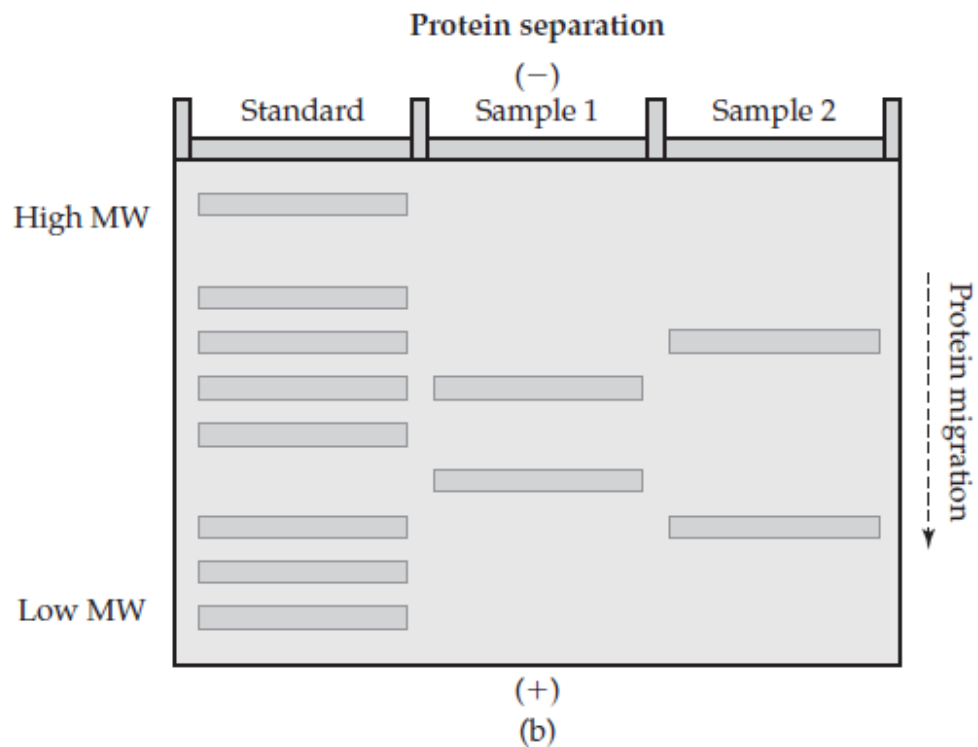 Protein separation
(−)
Standard
Sample 1
Sample 2
High MW
Protein migration
Low MW
(+)
(b)